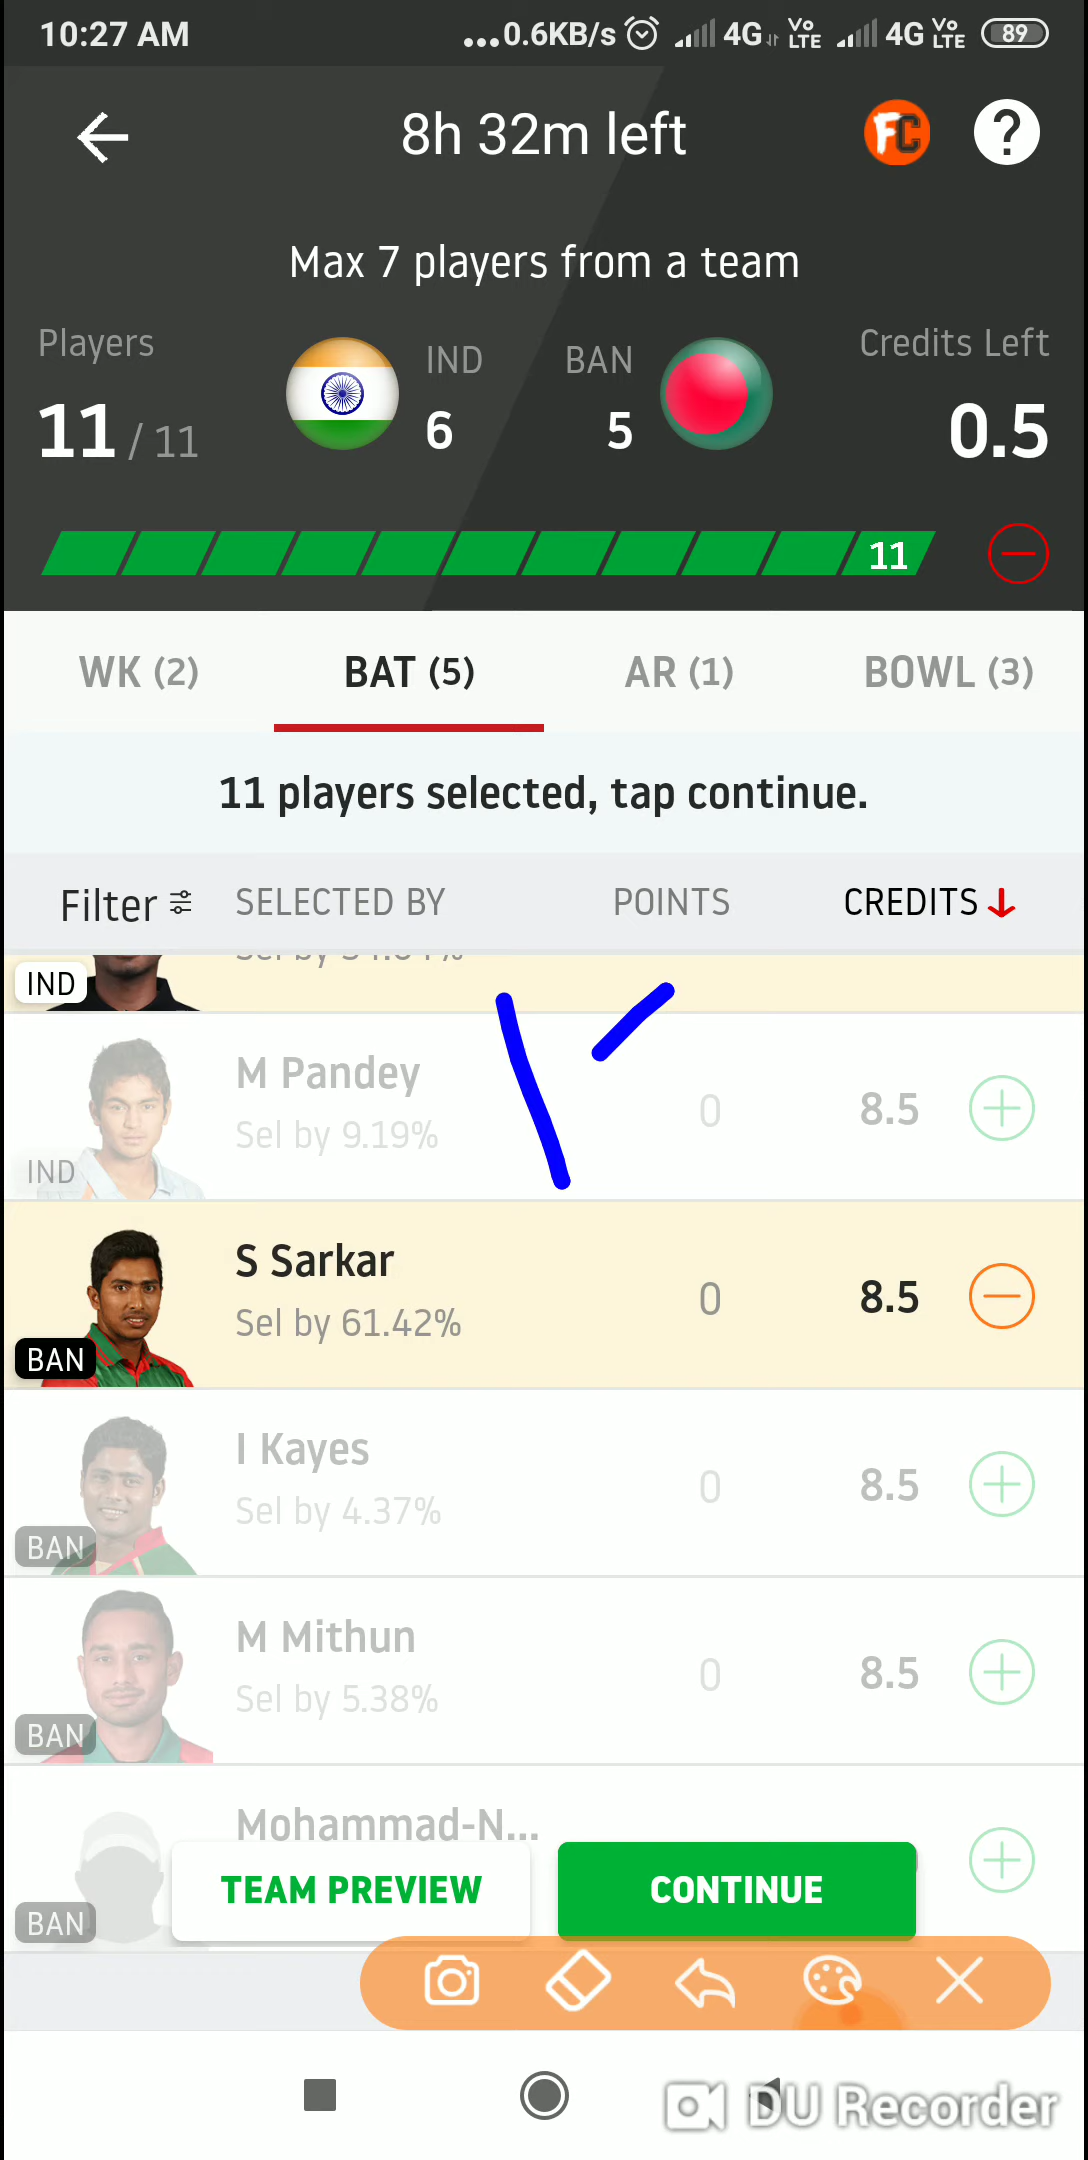 10:27 AM ...0.6KB/s 4G VoLTE 4G VoLTE 89
8h 32m left FC ?
Max 7 players from a team
Players IND BAN Credits Left
11 / 11 6 5 0.5
11
WK (2) BAT (5) AR (1) BOWL (3)
11 players selected, tap continue.
Filter SELECTED BY POINTS CREDITS
IND
M Pandey
Sel by 9.19% 0 8.5
IND
S Sarkar
Sel by 61.42% 0 8.5
BAN
I Kayes
Sel by 4.37% 0 8.5
BAN
M Mithun
Sel by 5.38% 0 8.5
BAN
Mohammad-N...
BAN
TEAM PREVIEW CONTINUE
DU Recorder